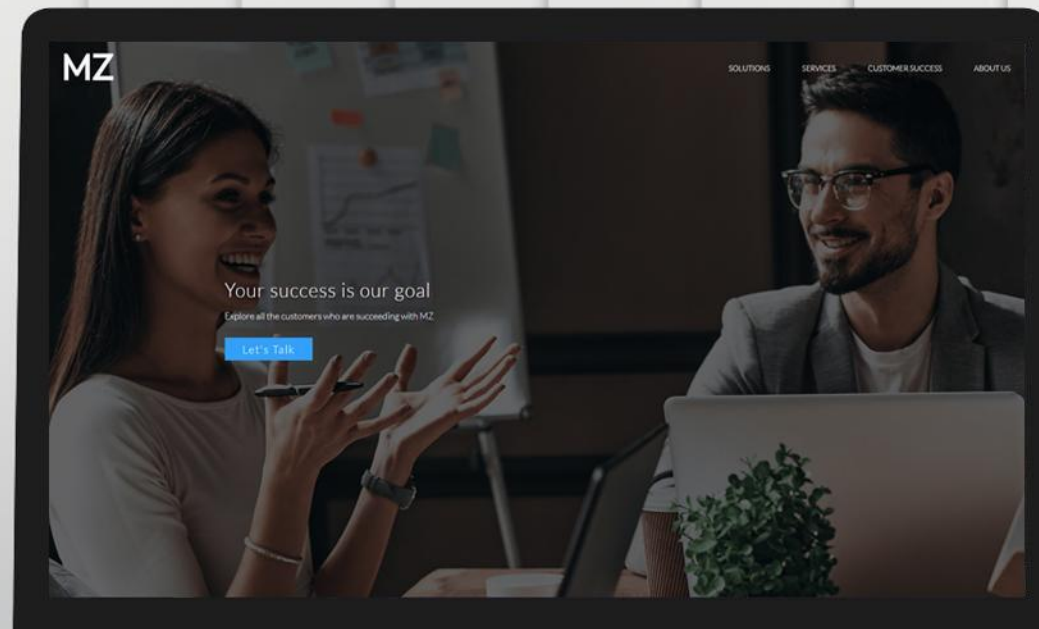 MZ
SOLUTIONS SERVICES CUSTOMER SUCCESS ABOUT US
Your success is our goal
Explore all the customers who are succeeding with MZ
Let's Talk